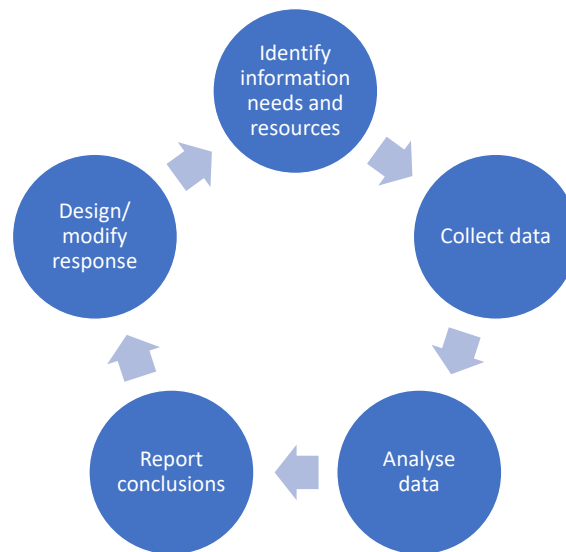 Identify
information
needs and
resources
Collect data
Analyse
data
Report
conclusions
Design/
modify
response